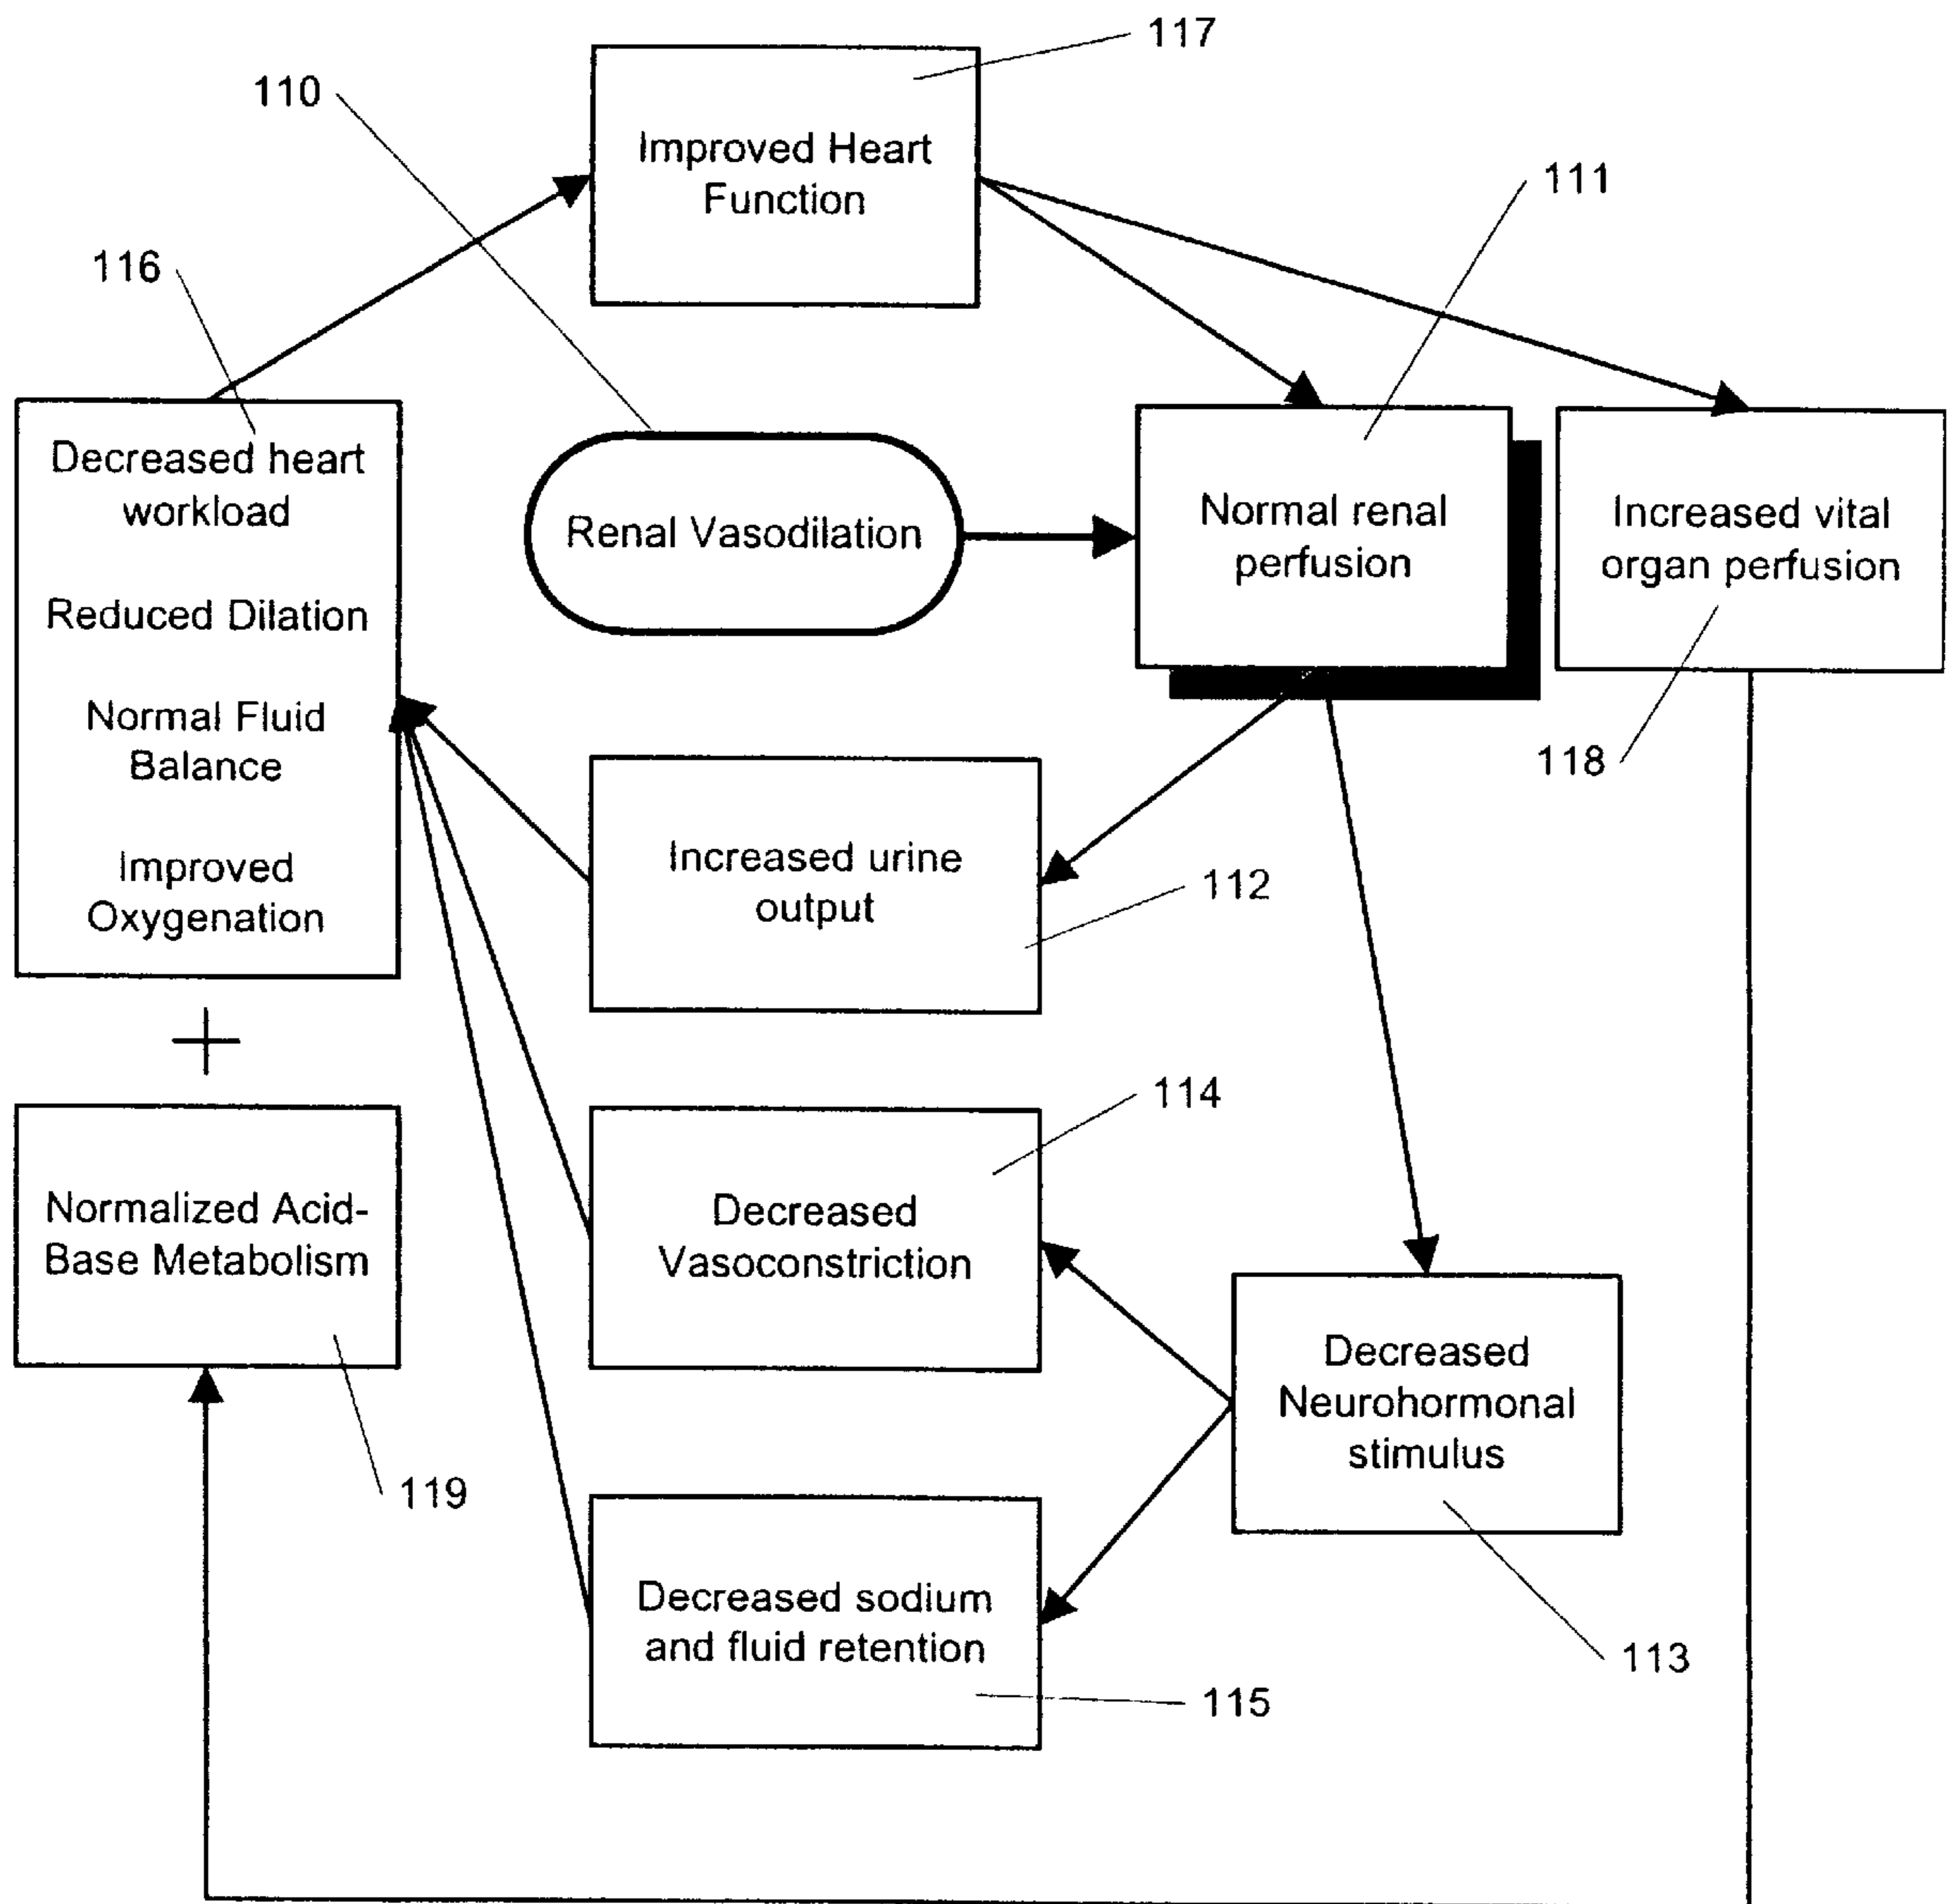 117
110
Improved Heart
Function
111
116
Decreased heart
workload
Reduced Dilation
Normal Fluid
Balance
Improved
Oxygenation
Renal Vasodilation
Normal renal
perfusion
Increased vital
organ perfusion
118
Increased urine
output
112
+
114
Normalized Acid-
Base Metabolism
119
Decreased
Vasoconstriction
Decreased
Neurohormonal
stimulus
113
Decreased sodium
and fluid retention
115